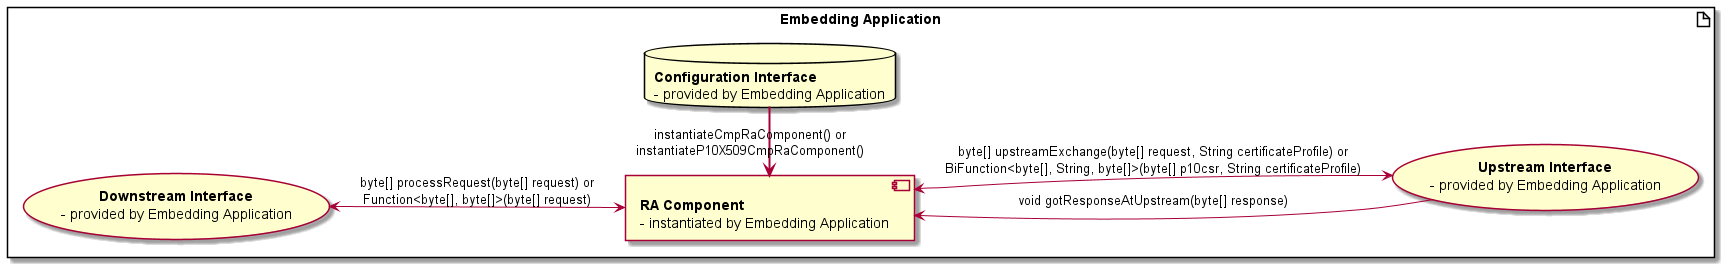 Embedding Application
Configuration Interface
- provided by Embedding Application
instantiateCmpRaComponent() or
instantiateP10X509CmpRaComponent()
byte[] upstreamExchange(byte[] request, String certificateProfile) or
BiFunction<byte[], String, byte[]>(byte[] p10csr, String certificateProfile)
Upstream Interface
- provided by Embedding Application
byte[] processRequest(byte[] request) or
Function<byte[], byte[]>(byte[] request)
Downstream Interface
- provided by Embedding Application
RA Component
- instantiated by Embedding Application
void gotResponseAtUpstream(byte[] response)